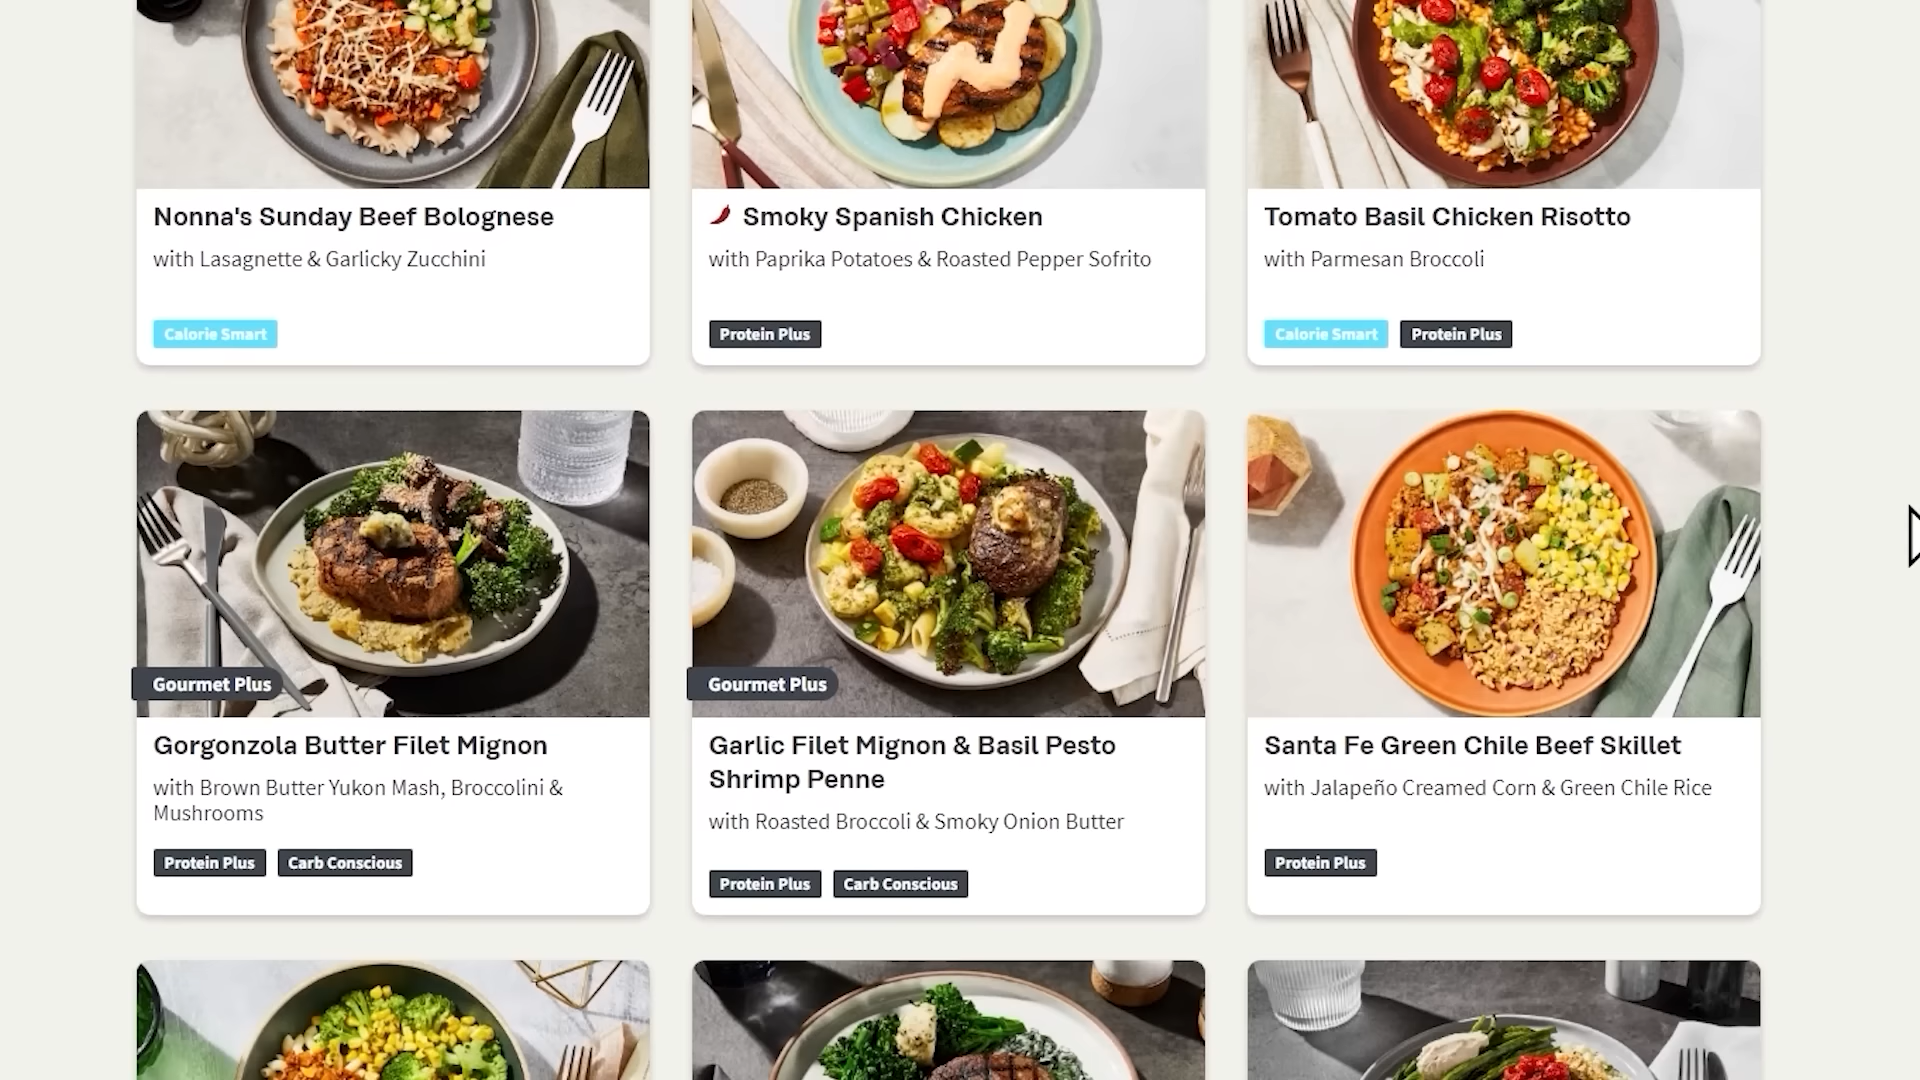 Nonna's Sunday Beef Bolognese
with Lasagnette & Garlicky Zucchini
Calorie Smart
Smoky Spanish Chicken
with Paprika Potatoes & Roasted Pepper Sofrito
Protein Plus
Tomato Basil Chicken Risotto
with Parmesan Broccoli
Calorie Smart
Protein Plus
Gourmet Plus
Gorgonzola Butter Filet Mignon
with Brown Butter Yukon Mash, Broccolini &
Mushrooms
Protein Plus
Carb Conscious
Gourmet Plus
Garlic Filet Mignon & Basil Pesto
Shrimp Penne
with Roasted Broccoli & Smoky Onion Butter
Protein Plus
Carb Conscious
Santa Fe Green Chile Beef Skillet
with Jalapeño Creamed Corn & Green Chile Rice
Protein Plus